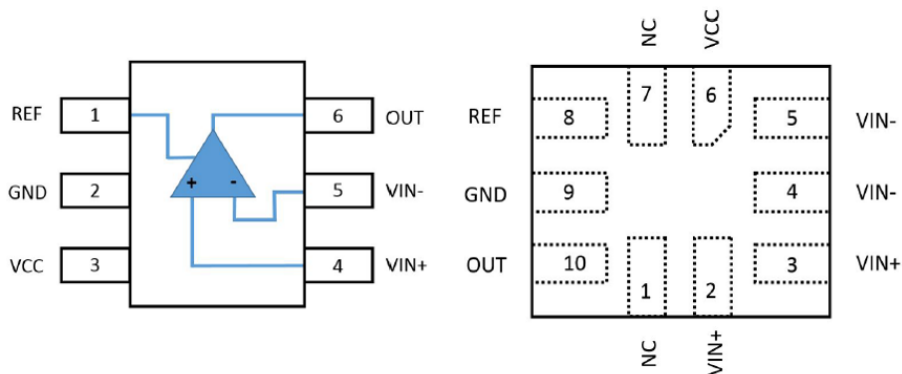 REF 1 6 OUT
GND 2 + - 5 VIN-
VCC 3 4 VIN+
NC VCC
7 6
REF 8 5 VIN-
GND 9 4 VIN-
OUT 10 3 VIN+
1 2
NC VIN+